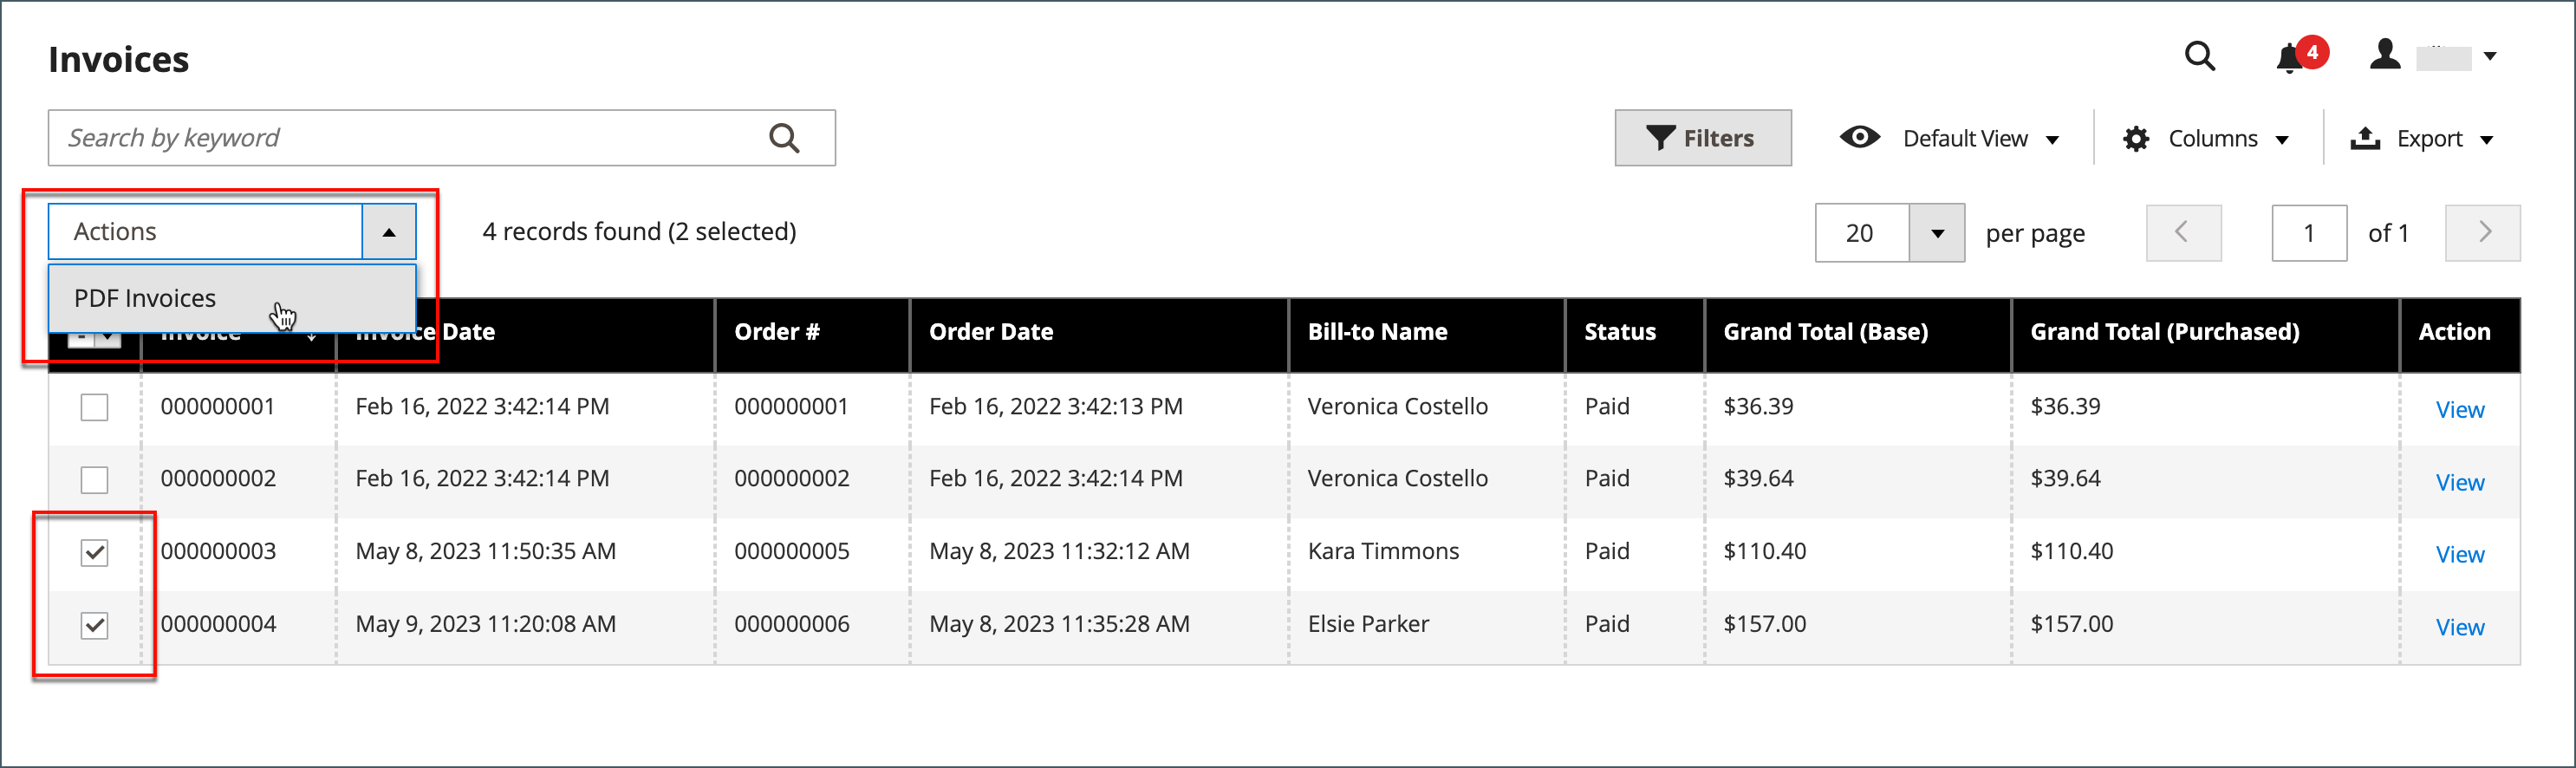 Invoices
4
Search by keyword
Filters
Default View
Columns
Export
Actions
4 records found (2 selected)
20
per page
1
of 1
PDF Invoices
Invoice
Invoice Date
Order #
Order Date
Bill-to Name
Status
Grand Total (Base)
Grand Total (Purchased)
Action
000000001 Feb 16, 2022 3:42:14 PM 000000001 Feb 16, 2022 3:42:13 PM Veronica Costello Paid $36.39 $36.39 View
000000002 Feb 16, 2022 3:42:14 PM 000000002 Feb 16, 2022 3:42:14 PM Veronica Costello Paid $39.64 $39.64 View
000000003 May 8, 2023 11:50:35 AM 000000005 May 8, 2023 11:32:12 AM Kara Timmons Paid $110.40 $110.40 View
000000004 May 9, 2023 11:20:08 AM 000000006 May 8, 2023 11:35:28 AM Elsie Parker Paid $157.00 $157.00 View